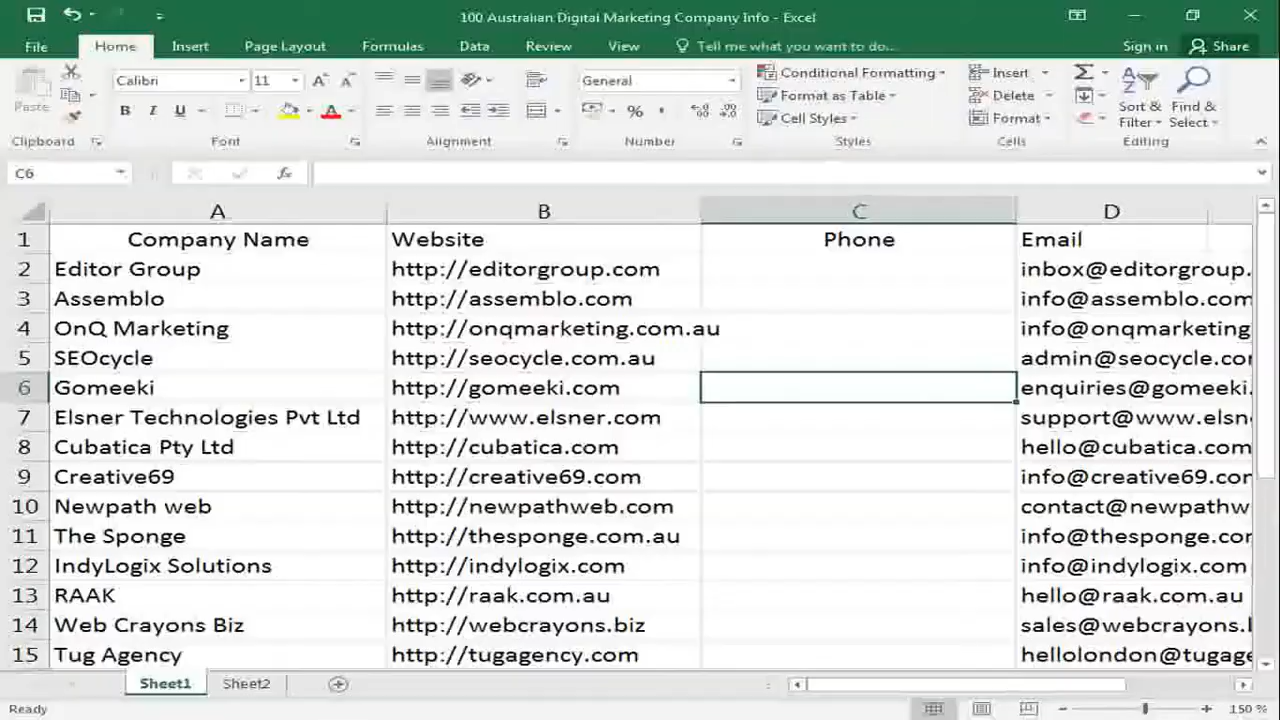 100 Australian Digital Marketing Company Info - Excel
File Home Insert Page Layout Formulas Data Review View Tell me what you want to do... Sign in Share
Paste Calibri 11 General Conditional Formatting Insert
B I U % Format as Table Delete Sort & Find &
Cell Styles Format Filter Select
Clipboard Font Alignment Number Styles Cells Editing
C6 fx
A B C D
1 Company Name Website Phone Email
2 Editor Group http://editorgroup.com inbox@editorgroup.
3 Assemblo http://assemblo.com info@assemblo.com
4 OnQ Marketing http://onqmarketing.com.au info@onqmarketing
5 SEOcycle http://seocycle.com.au admin@seocycle.co
6 Gomeeki http://gomeeki.com enquiries@gomeeki.
7 Elsner Technologies Pvt Ltd http://www.elsner.com support@www.elsn
8 Cubatica Pty Ltd http://cubatica.com hello@cubatica.com
9 Creative69 http://creative69.com info@creative69.co
10 Newpath web http://newpathweb.com contact@newpathw
11 The Sponge http://thesponge.com.au info@thesponge.co
12 IndyLogix Solutions http://indylogix.com info@indylogix.com
13 RAAK http://raak.com.au hello@raak.com.au
14 Web Crayons Biz http://webcrayons.biz sales@webcrayons.
15 Tug Agency http://tugagency.com hellolondon@tugage
Sheet1 Sheet2
Ready 150 %